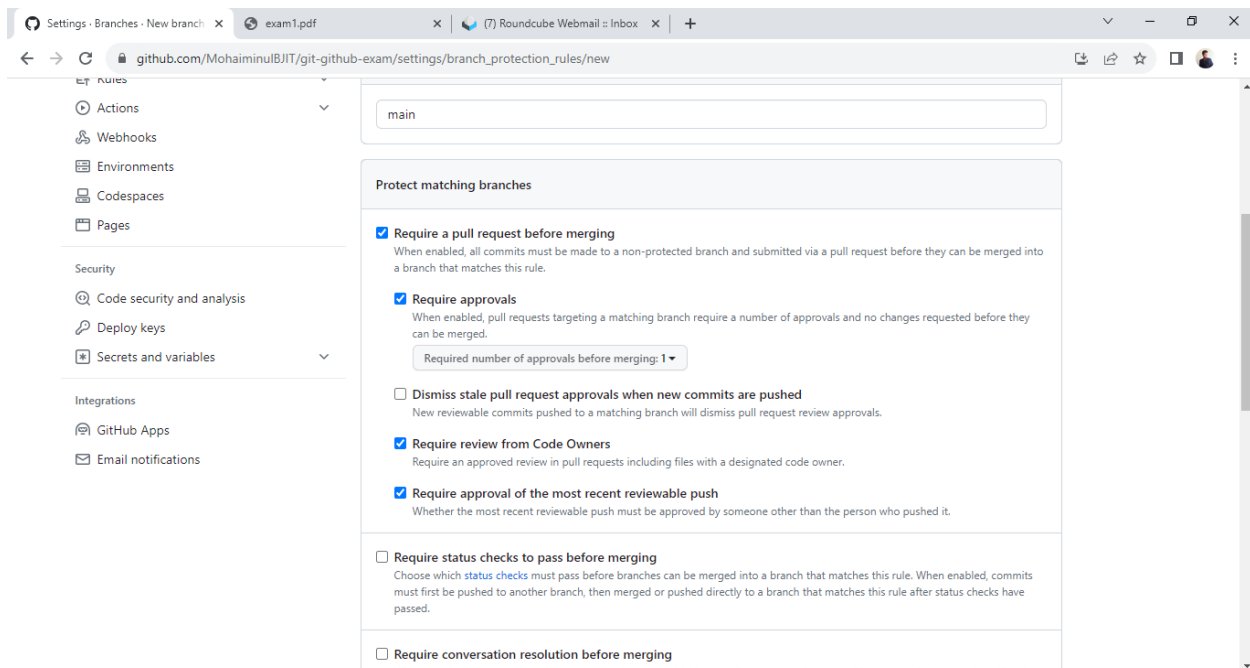 Settings · Branches · New branch
exam1.pdf
(7) Roundcube Webmail :: Inbox
github.com/MohaiminulBJIT/git-github-exam/settings/branch_protection_rules/new
Rules
Actions
Webhooks
Environments
Codespaces
Pages
Security
Code security and analysis
Deploy keys
Secrets and variables
Integrations
GitHub Apps
Email notifications
main
Protect matching branches
Require a pull request before merging
When enabled, all commits must be made to a non-protected branch and submitted via a pull request before they can be merged into
a branch that matches this rule.
Require approvals
When enabled, pull requests targeting a matching branch require a number of approvals and no changes requested before they
can be merged.
Required number of approvals before merging: 1
Dismiss stale pull request approvals when new commits are pushed
New reviewable commits pushed to a matching branch will dismiss pull request review approvals.
Require review from Code Owners
Require an approved review in pull requests including files with a designated code owner.
Require approval of the most recent reviewable push
Whether the most recent reviewable push must be approved by someone other than the person who pushed it.
Require status checks to pass before merging
Choose which status checks must pass before branches can be merged into a branch that matches this rule. When enabled, commits
must first be pushed to another branch, then merged or pushed directly to a branch that matches this rule after status checks have
passed.
Require conversation resolution before merging